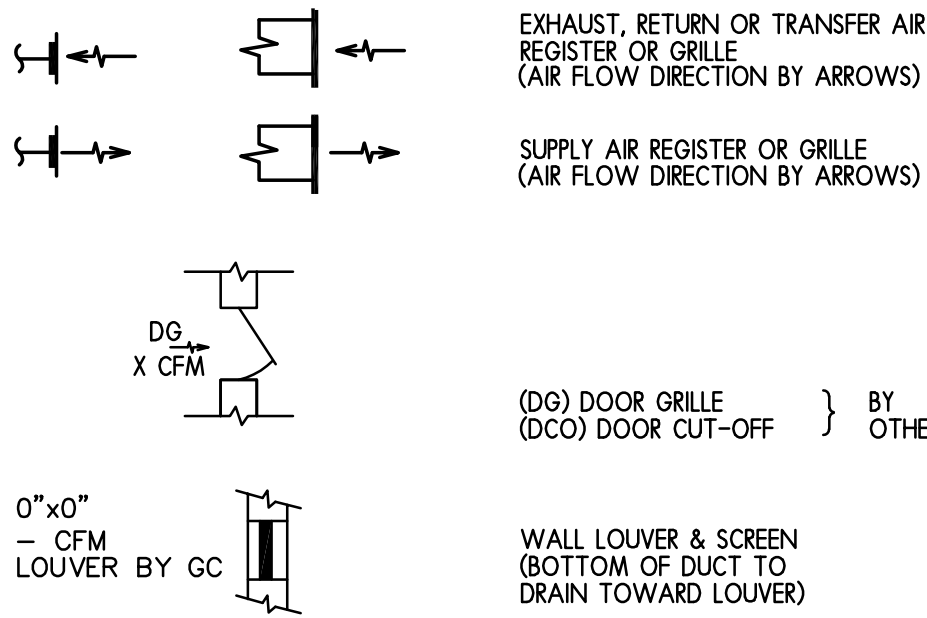 EXHAUST, RETURN OR TRANSFER AIR
REGISTER OR GRILLE
(AIR FLOW DIRECTION BY ARROWS)
SUPPLY AIR REGISTER OR GRILLE
(AIR FLOW DIRECTION BY ARROWS)
DG
X CFM
(DG) DOOR GRILLE } BY
(DCO) DOOR CUT-OFF OTHE
0"x0"
- CFM
LOUVER BY GC
WALL LOUVER & SCREEN
(BOTTOM OF DUCT TO
DRAIN TOWARD LOUVER)